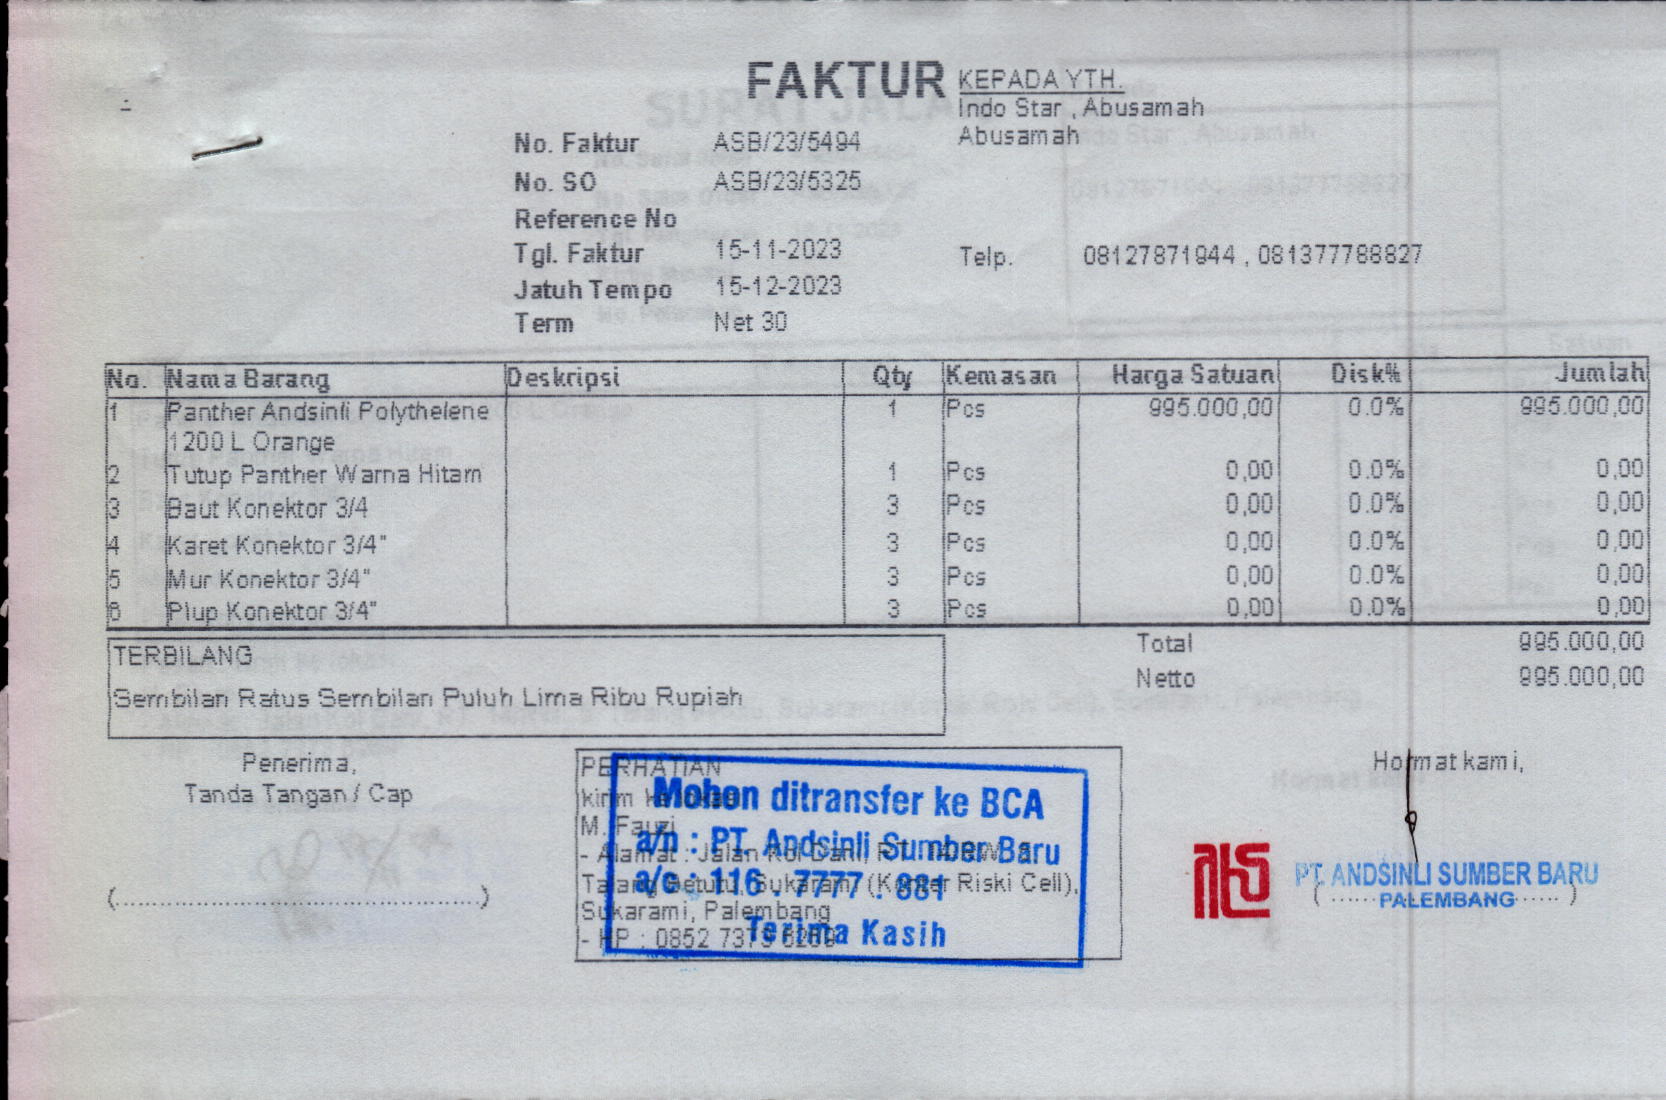 FAKTUR
KEPADA YTH.
Indo Star , Abusamah
Abusamah
No. Faktur ASB/23/5494
No. SO ASB/23/5325
Reference No
Tgl. Faktur 15-11-2023
Telp. 08127871944 , 081377788827
Jatuh Tempo 15-12-2023
Term Net 30
No. Nama Barang Deskripsi Qty Kemasan Harga Satuan Disk% Jumlah
1 Panther Andsinli Polythelene 1 Pcs 995.000,00 0.0% 995.000,00
1200 L Orange
2 Tutup Panther Warna Hitam 1 Pcs 0,00 0.0% 0,00
3 Baut Konektor 3/4 3 Pcs 0,00 0.0% 0,00
4 Karet Konektor 3/4" 3 Pcs 0,00 0.0% 0,00
5 Mur Konektor 3/4" 3 Pcs 0,00 0.0% 0,00
6 Plup Konektor 3/4" 3 Pcs 0,00 0.0% 0,00
Total 995.000,00
Netto 995.000,00
TERBILANG
Sembilan Ratus Sembilan Puluh Lima Ribu Rupiah
Penerima,
Tanda Tangan / Cap
(..................................................)
PERHATIAN
kirim
M. Fauzi
- Alamat : Jalan Kol Dani,
Talang Betutu, Sukarami (Konter Riski Cell),
Sukarami, Palembang
- HP : 0852
Mohon ditransfer ke BCA
a/n : PT. Andsinli Sumber Baru
a/c : 116 . 7777 . 881
Terima Kasih
Hormat kami,
PT. ANDSINLI SUMBER BARU
PALEMBANG